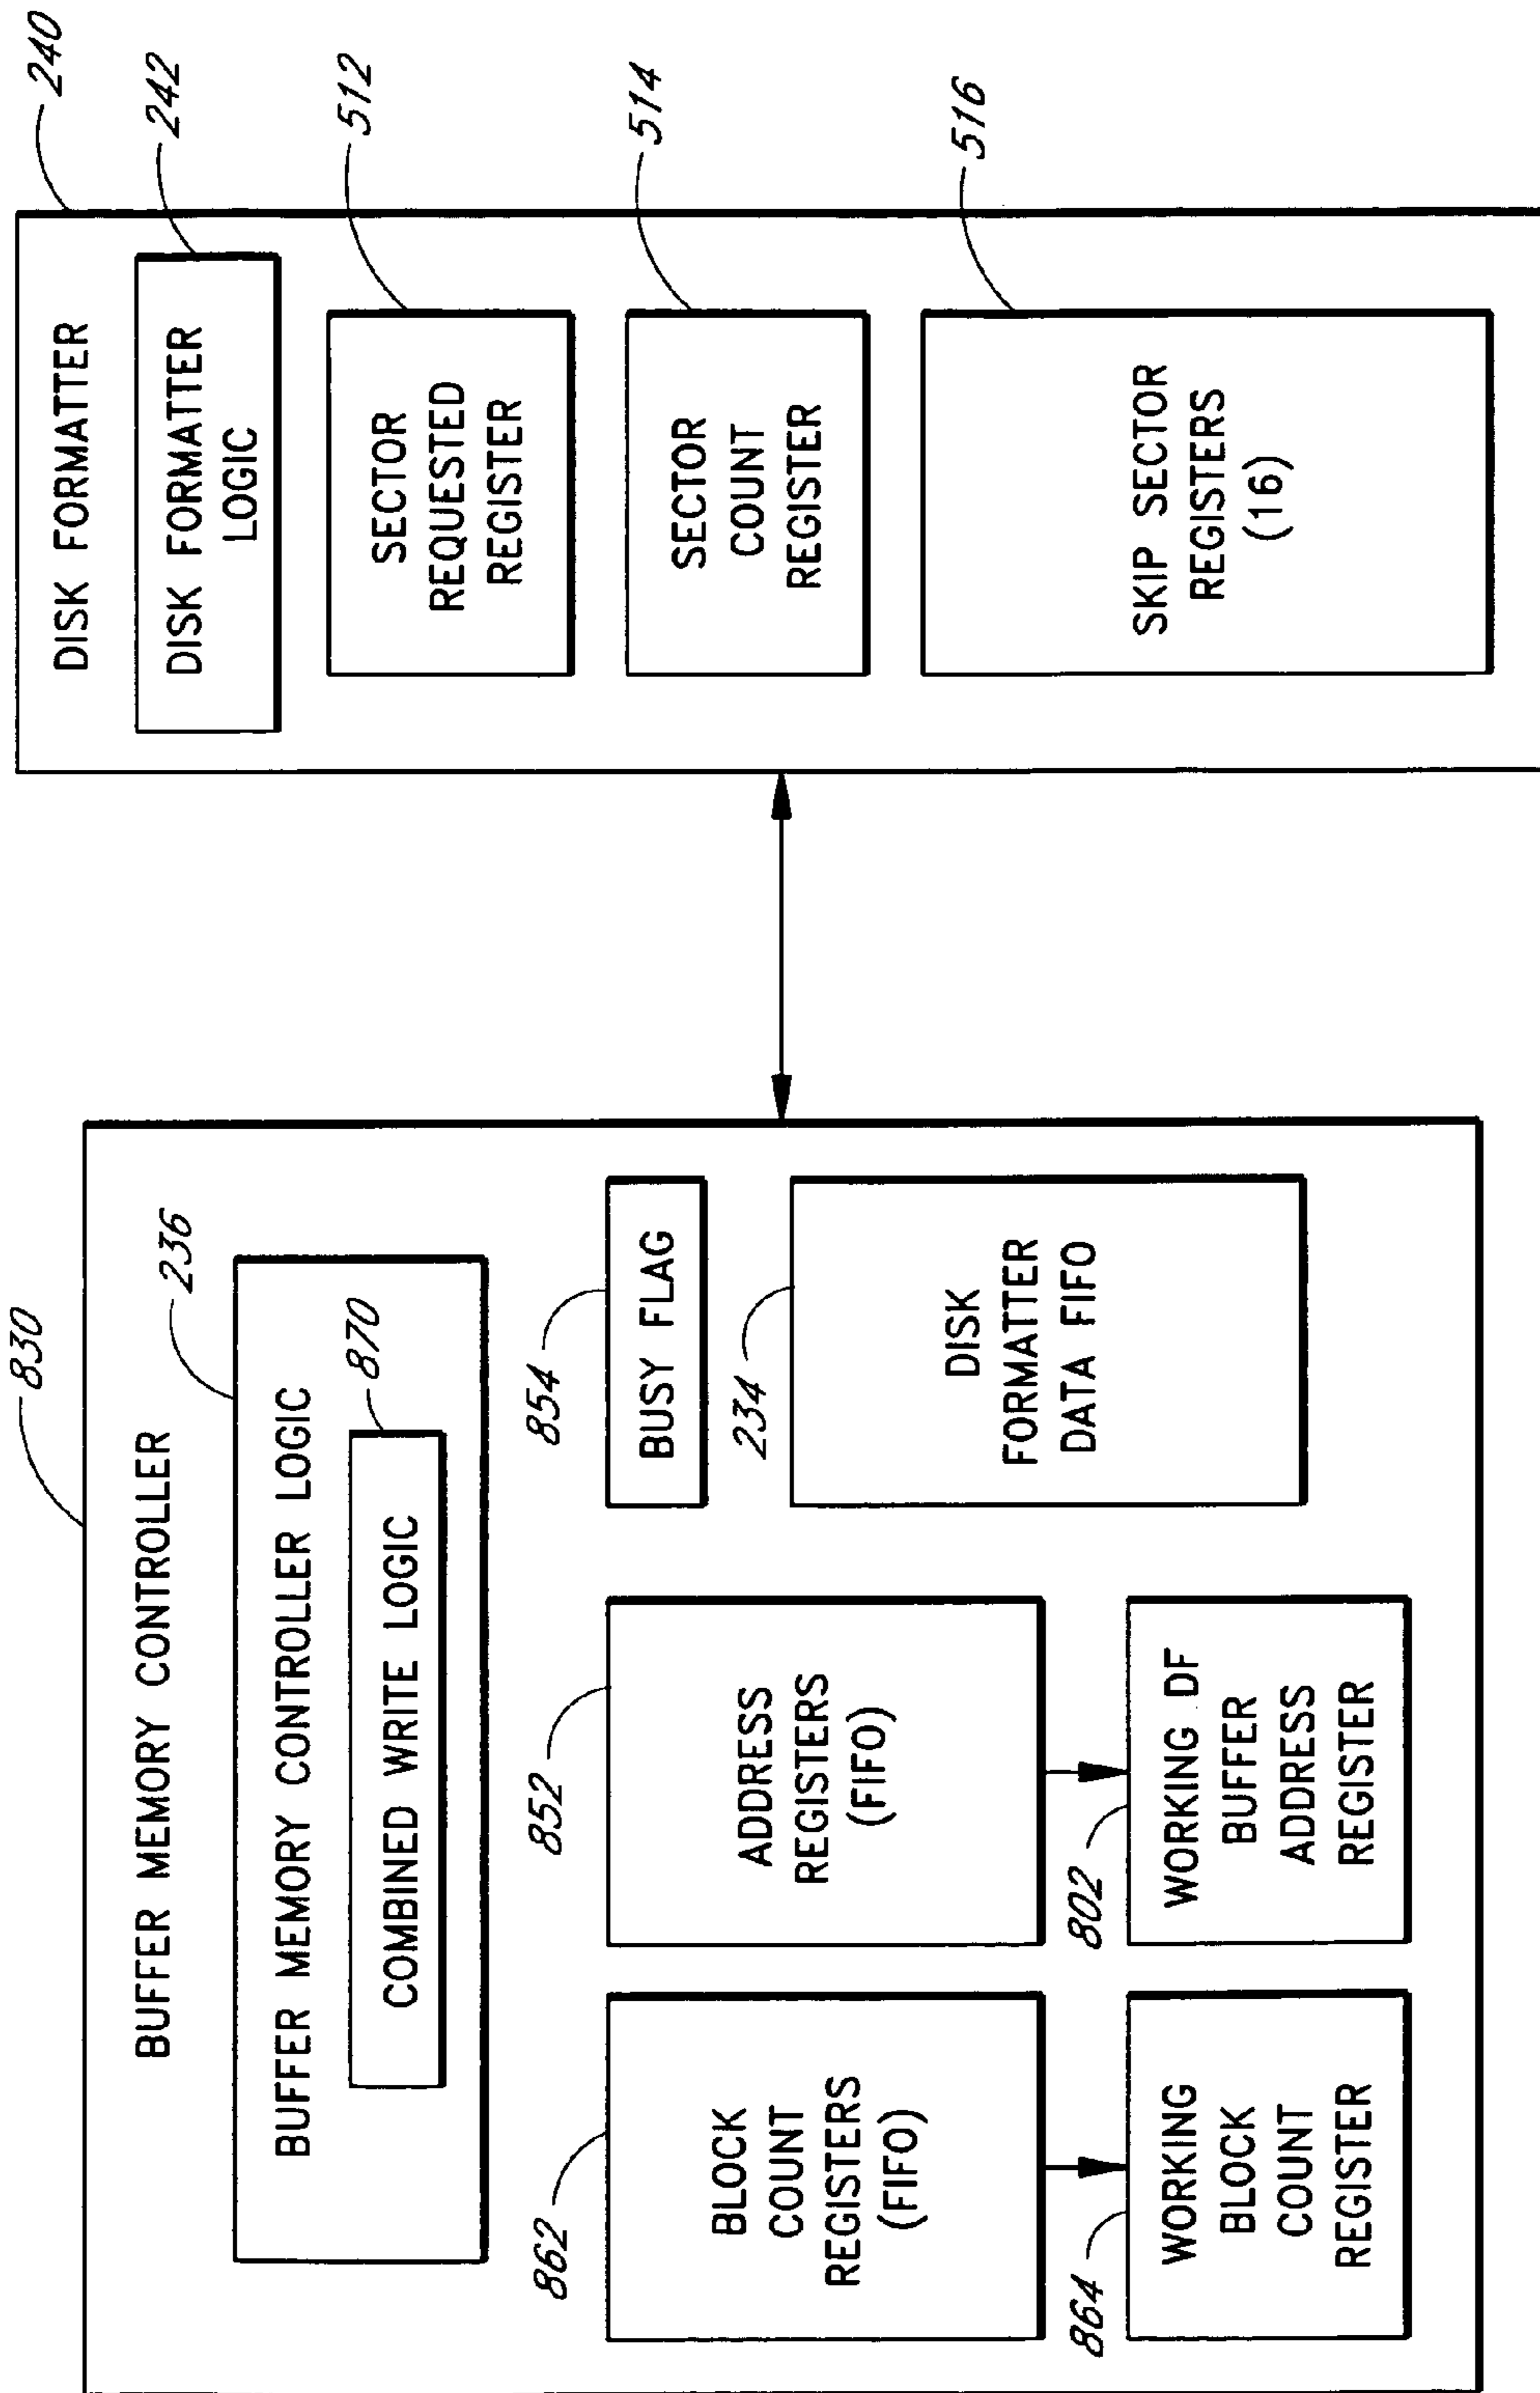 830
BUFFER MEMORY CONTROLLER
236
BUFFER MEMORY CONTROLLER LOGIC
870
COMBINED WRITE LOGIC
862
BLOCK
COUNT
REGISTERS
(FIFO)
852
ADDRESS
REGISTERS
(FIFO)
854
BUSY FLAG
234
DISK
FORMATTER
DATA FIFO
864
WORKING
BLOCK
COUNT
REGISTER
802
WORKING DF
BUFFER
ADDRESS
REGISTER
240
DISK FORMATTER
242
DISK FORMATTER
LOGIC
512
SECTOR
REQUESTED
REGISTER
514
SECTOR
COUNT
REGISTER
516
SKIP SECTOR
REGISTERS
(16)